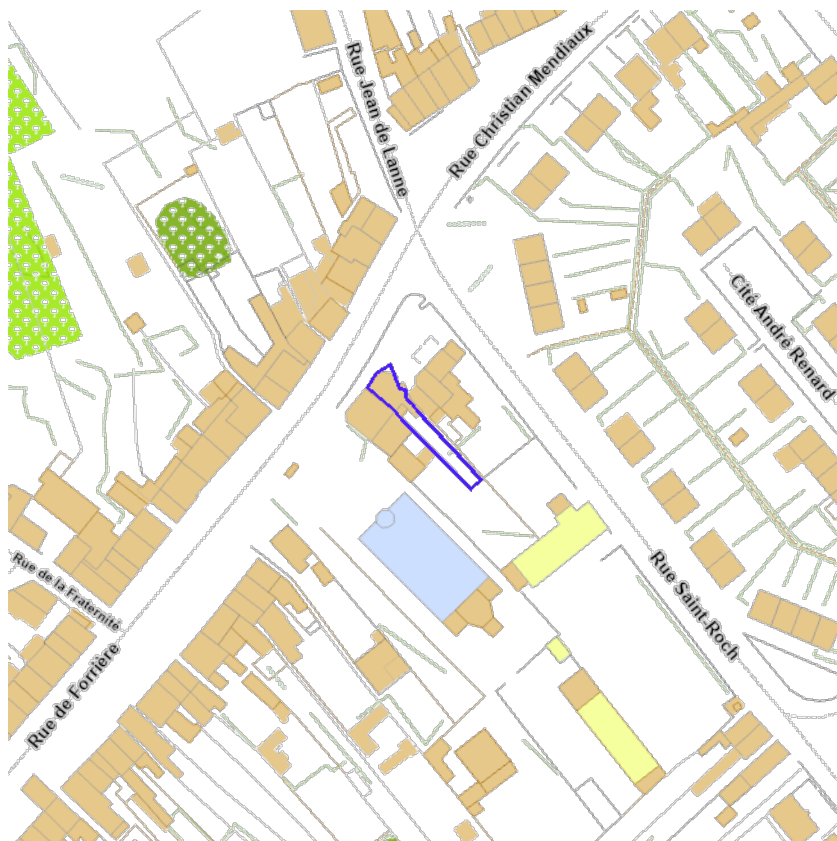 Rue Jean de Lanne
Rue Christian Mendiaux
Cité André Renard
Rue de la Fraternité
Rue Saint-Roch
Rue de Forrière